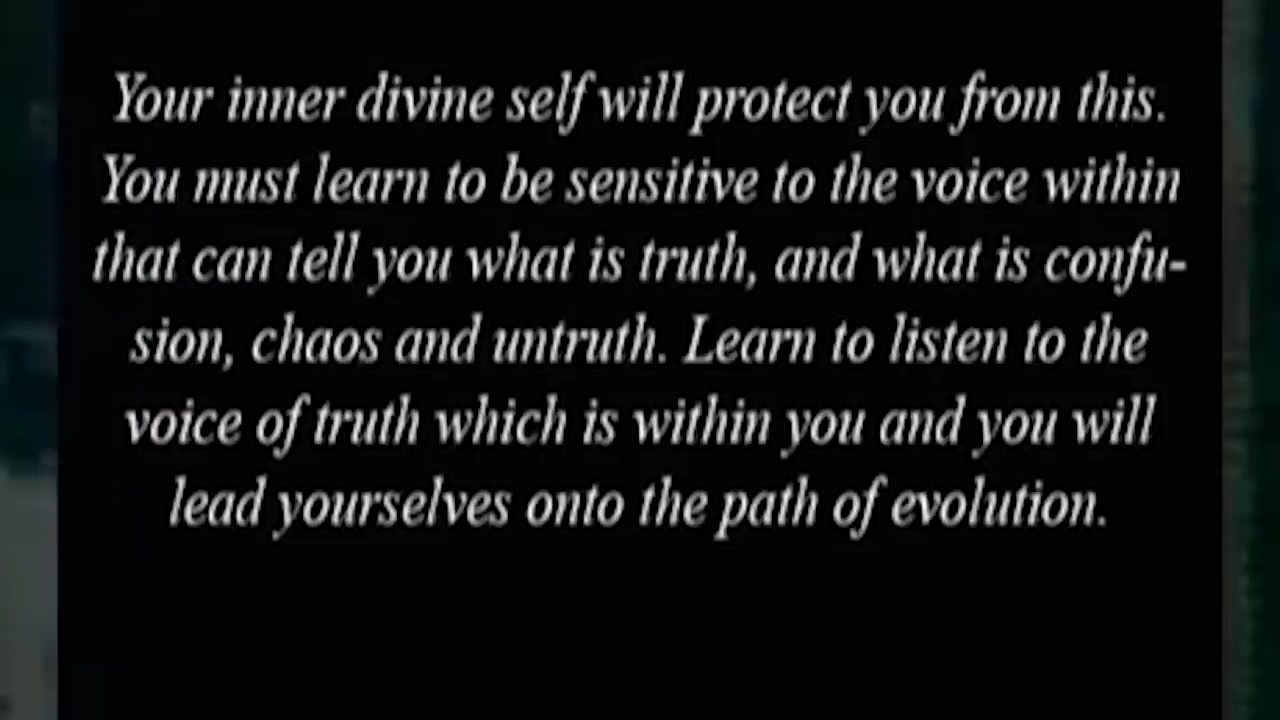 Your inner divine self will protect you from this.
You must learn to be sensitive to the voice within
that can tell you what is truth, and what is confu-
sion, chaos and untruth. Learn to listen to the
voice of truth which is within you and you will
lead yourselves onto the path of evolution.